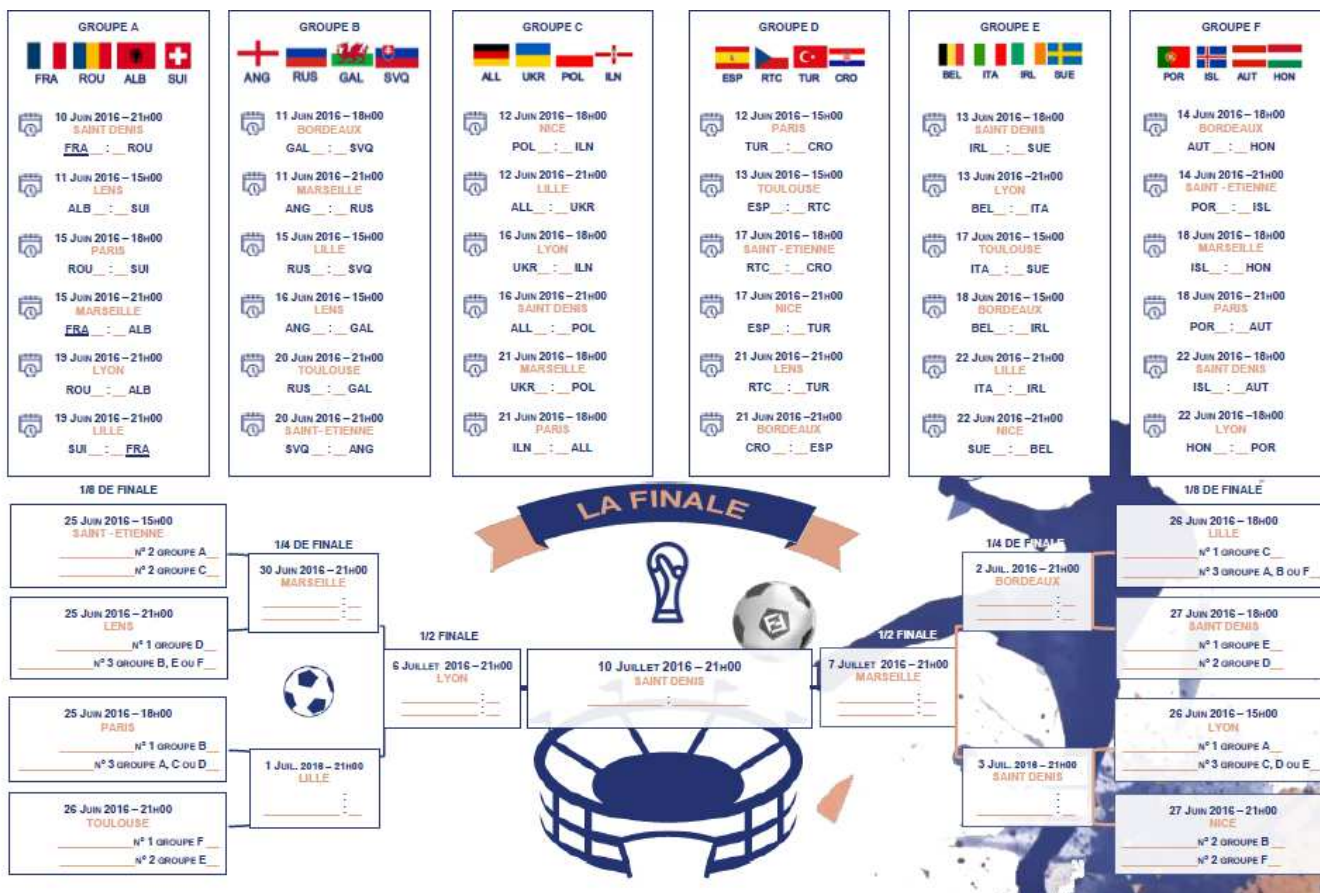 GROUPE A
FRA ROU ALB SUI
10 JUIN 2016 – 21H00
SAINT DENIS
FRA __ : __ ROU
11 JUIN 2016 – 15H00
LENS
ALB __ : __ SUI
15 JUIN 2016 – 18H00
PARIS
ROU __ : __ SUI
15 JUIN 2016 – 21H00
MARSEILLE
FRA __ : __ ALB
19 JUIN 2016 – 21H00
LYON
ROU __ : __ ALB
19 JUIN 2016 – 21H00
LILLE
SUI __ : __ FRA
GROUPE B
ANG RUS GAL SVQ
11 JUIN 2016 – 18H00
BORDEAUX
GAL __ : __ SVQ
11 JUIN 2016 – 21H00
MARSEILLE
ANG __ : __ RUS
15 JUIN 2016 – 15H00
LILLE
RUS __ : __ SVQ
16 JUIN 2016 – 15H00
LENS
ANG __ : __ GAL
20 JUIN 2016 – 21H00
TOULOUSE
RUS __ : __ GAL
20 JUIN 2016 – 21H00
SAINT- ETIENNE
SVQ __ : __ ANG
GROUPE C
ALL UKR POL ILN
12 JUIN 2016 – 18H00
NICE
POL __ : __ ILN
12 JUIN 2016 – 21H00
LILLE
ALL __ : __ UKR
16 JUIN 2016 – 18H00
LYON
UKR __ : __ ILN
16 JUIN 2016 – 21H00
SAINT DENIS
ALL __ : __ POL
21 JUIN 2016 – 18H00
MARSEILLE
UKR __ : __ POL
21 JUIN 2016 – 18H00
PARIS
ILN __ : __ ALL
GROUPE D
ESP RTC TUR CRO
12 JUIN 2016 – 15H00
PARIS
TUR __ : __ CRO
13 JUIN 2016 – 15H00
TOULOUSE
ESP __ : __ RTC
17 JUIN 2016 – 18H00
SAINT - ETIENNE
RTC __ : __ CRO
17 JUIN 2016 – 21H00
NICE
ESP __ : __ TUR
21 JUIN 2016 – 21H00
LENS
RTC __ : __ TUR
21 JUIN 2016 – 21H00
BORDEAUX
CRO __ : __ ESP
GROUPE E
BEL ITA IRL SUE
13 JUIN 2016 – 18H00
SAINT DENIS
IRL __ : __ SUE
13 JUIN 2016 –21H00
LYON
BEL __ : __ ITA
17 JUIN 2016 – 15H00
TOULOUSE
ITA __ : __ SUE
18 JUIN 2016 – 15H00
BORDEAUX
BEL __ : __ IRL
22 JUIN 2016 – 21H00
LILLE
ITA __ : __ IRL
22 JUIN 2016 –21H00
NICE
SUE __ : __ BEL
GROUPE F
POR ISL AUT HON
14 JUIN 2016 – 18H00
BORDEAUX
AUT __ : __ HON
14 JUIN 2016 –21H00
SAINT - ETIENNE
POR __ : __ ISL
18 JUIN 2016 – 18H00
MARSEILLE
ISL __ : __ HON
18 JUIN 2016 – 21H00
PARIS
POR __ : __ AUT
22 JUIN 2016 – 18H00
SAINT DENIS
ISL __ : __ AUT
22 JUIN 2016 –18H00
LYON
HON __ : __ POR
1/8 DE FINALE
25 JUIN 2016 – 15H00
SAINT - ETIENNE
N° 2 GROUPE A
N° 2 GROUPE C
25 JUIN 2016 – 21H00
LENS
N° 1 GROUPE D
N° 3 GROUPE B, E OU F
25 JUIN 2016 – 18H00
PARIS
N° 1 GROUPE B
N° 3 GROUPE A, C OU D
26 JUIN 2016 – 21H00
TOULOUSE
N° 1 GROUPE F
N° 2 GROUPE E
1/4 DE FINALE
30 JUIN 2016 – 21H00
MARSEILLE
1 JUIL. 2016 – 21H00
LILLE
1/2 FINALE
6 JUILLET 2016 – 21H00
LYON
LA FINALE
10 JUILLET 2016 – 21H00
SAINT DENIS
1/2 FINALE
7 JUILLET 2016 – 21H00
MARSEILLE
1/4 DE FINALE
2 JUIL. 2016 – 21H00
BORDEAUX
3 JUIL. 2016 – 21H00
SAINT DENIS
1/8 DE FINALE
26 JUIN 2016 – 18H00
LILLE
N° 1 GROUPE C
N° 3 GROUPE A, B OU F
27 JUIN 2016 – 18H00
SAINT DENIS
N° 1 GROUPE E
N° 2 GROUPE D
26 JUIN 2016 – 15H00
LYON
N° 1 GROUPE A
N° 3 GROUPE C, D OU E
27 JUIN 2016 – 21H00
NICE
N° 2 GROUPE B
N° 2 GROUPE F